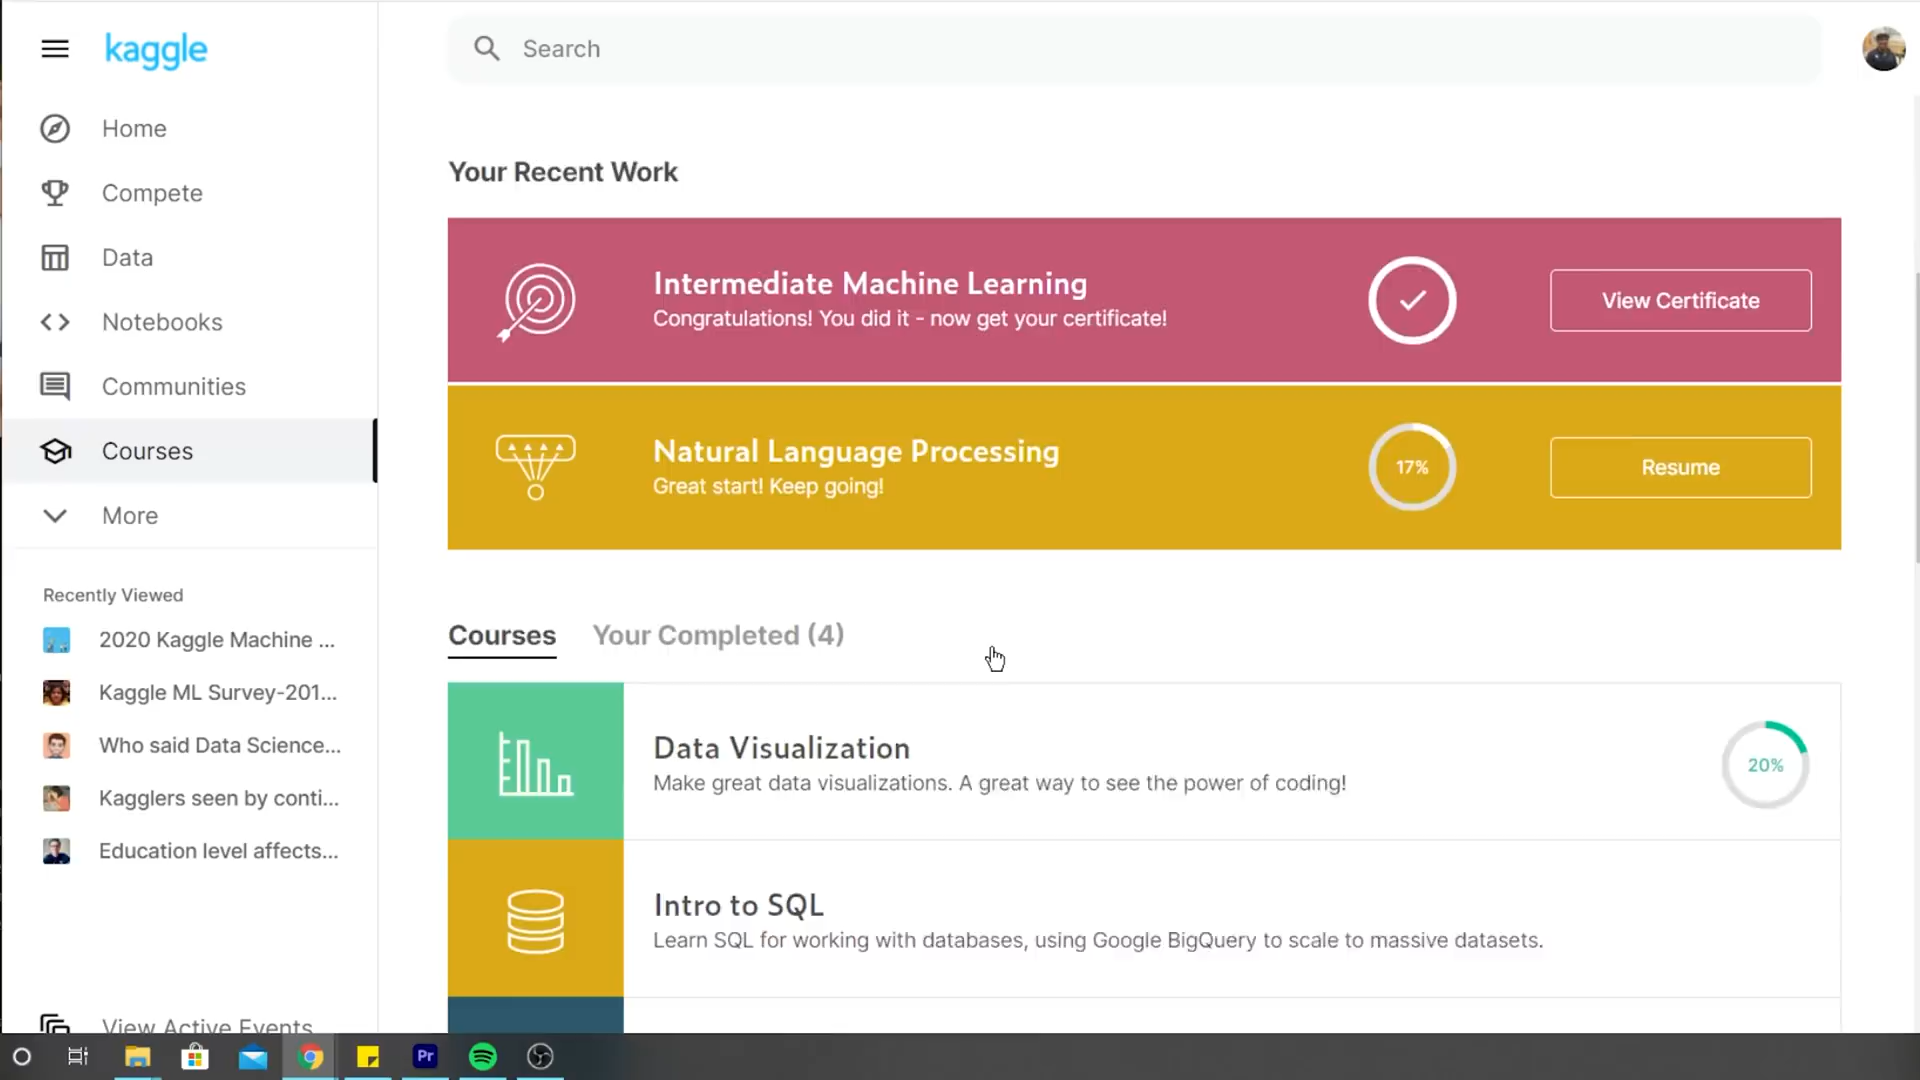 kaggle
Search
Home
Compete
Data
Notebooks
Communities
Courses
More
Recently Viewed
2020 Kaggle Machine ...
Kaggle ML Survey-201...
Who said Data Science...
Kagglers seen by conti...
Education level affects...
View Active Events
Your Recent Work
Intermediate Machine Learning
Congratulations! You did it - now get your certificate!
View Certificate
Natural Language Processing
Great start! Keep going!
17%
Resume
Courses Your Completed (4)
Data Visualization
Make great data visualizations. A great way to see the power of coding!
20%
Intro to SQL
Learn SQL for working with databases, using Google BigQuery to scale to massive datasets.
Pr